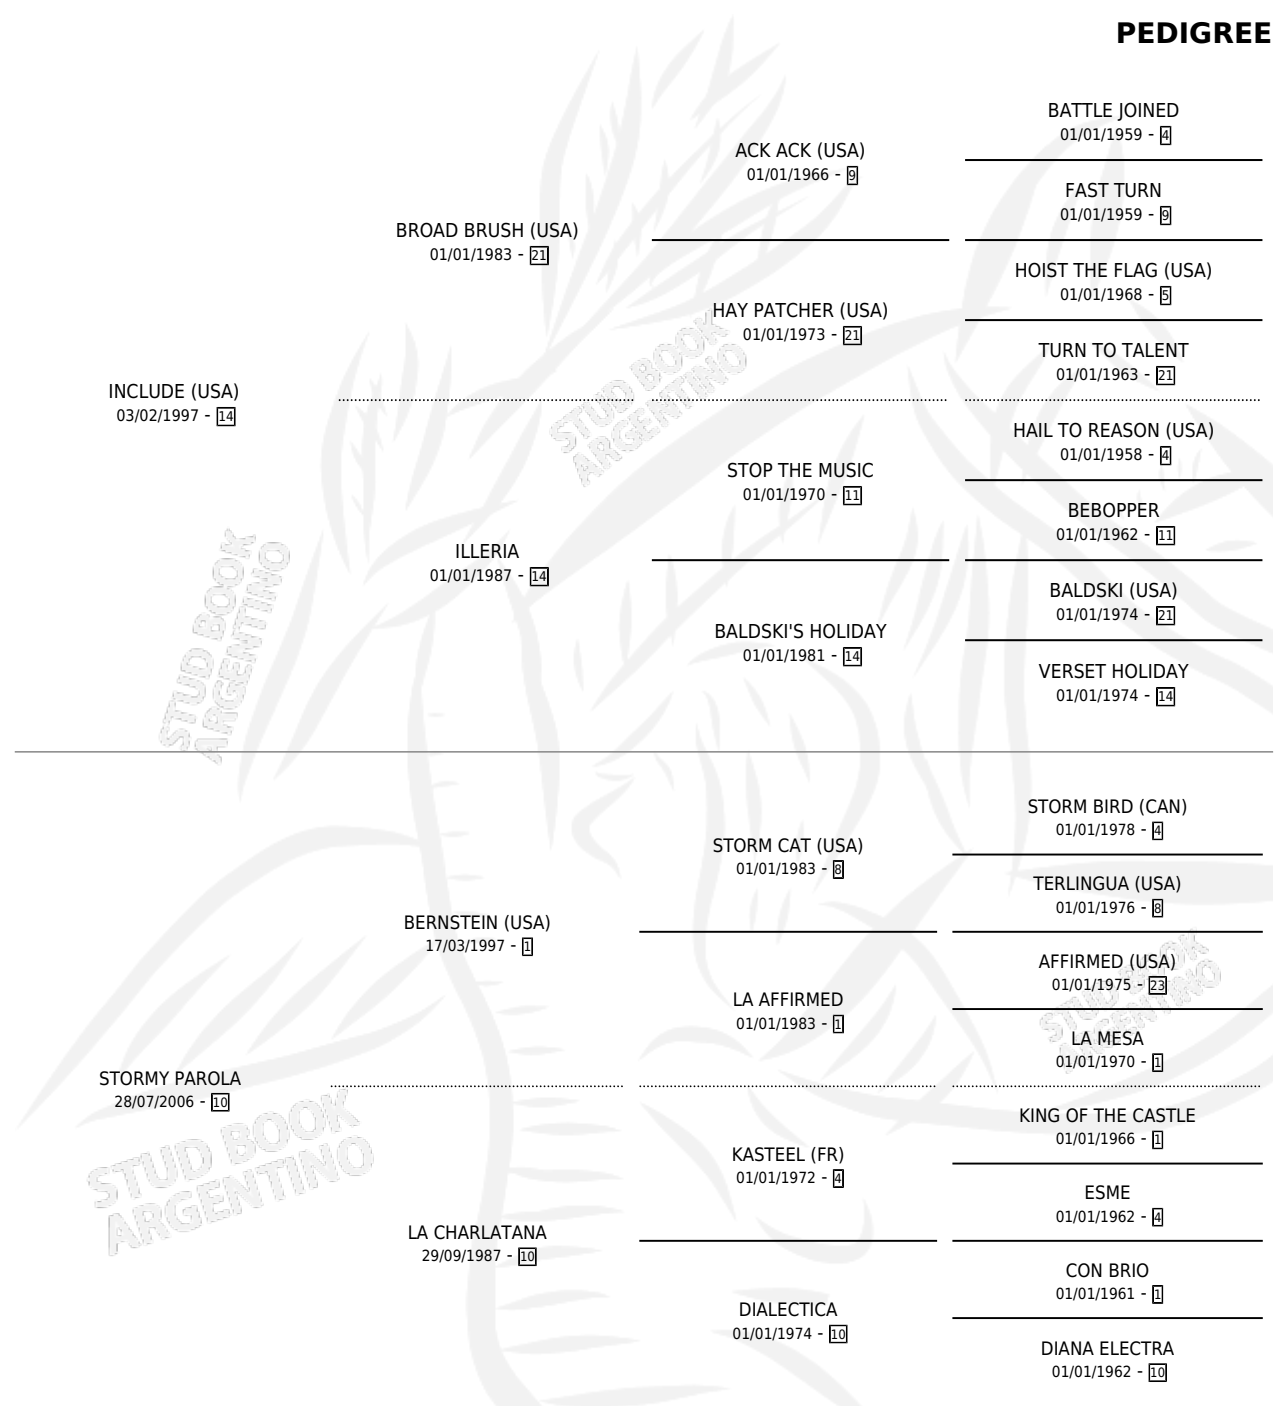 PEDIGREE
BATTLE JOINED
01/01/1959 - 4
ACK ACK (USA)
01/01/1966 - 9
FAST TURN
01/01/1959 - 9
BROAD BRUSH (USA)
01/01/1983 - 21
HOIST THE FLAG (USA)
01/01/1968 - 5
HAY PATCHER (USA)
01/01/1973 - 21
TURN TO TALENT
01/01/1963 - 21
INCLUDE (USA)
03/02/1997 - 14
STUD BOOK
ARGENTINO
HAIL TO REASON (USA)
01/01/1958 - 4
STOP THE MUSIC
01/01/1970 - 11
BEBOPPER
01/01/1962 - 11
ILLERIA
01/01/1987 - 14
BALDSKI (USA)
01/01/1974 - 21
BALDSKI'S HOLIDAY
01/01/1981 - 14
VERSET HOLIDAY
01/01/1974 - 14
STUD BOOK
ARGENTINO
STORM BIRD (CAN)
01/01/1978 - 4
STORM CAT (USA)
01/01/1983 - 8
TERLINGUA (USA)
01/01/1976 - 8
BERNSTEIN (USA)
17/03/1997 - 1
AFFIRMED (USA)
01/01/1975 - 23
LA AFFIRMED
01/01/1983 - 1
STUD BOOK
ARGENTINO
LA MESA
01/01/1970 - 1
STORMY PAROLA
28/07/2006 - 10
STUD BOOK
ARGENTINO
KING OF THE CASTLE
01/01/1966 - 1
KASTEEL (FR)
01/01/1972 - 4
ESME
01/01/1962 - 4
LA CHARLATANA
29/09/1987 - 10
CON BRIO
01/01/1961 - 1
DIALECTICA
01/01/1974 - 10
DIANA ELECTRA
01/01/1962 - 10